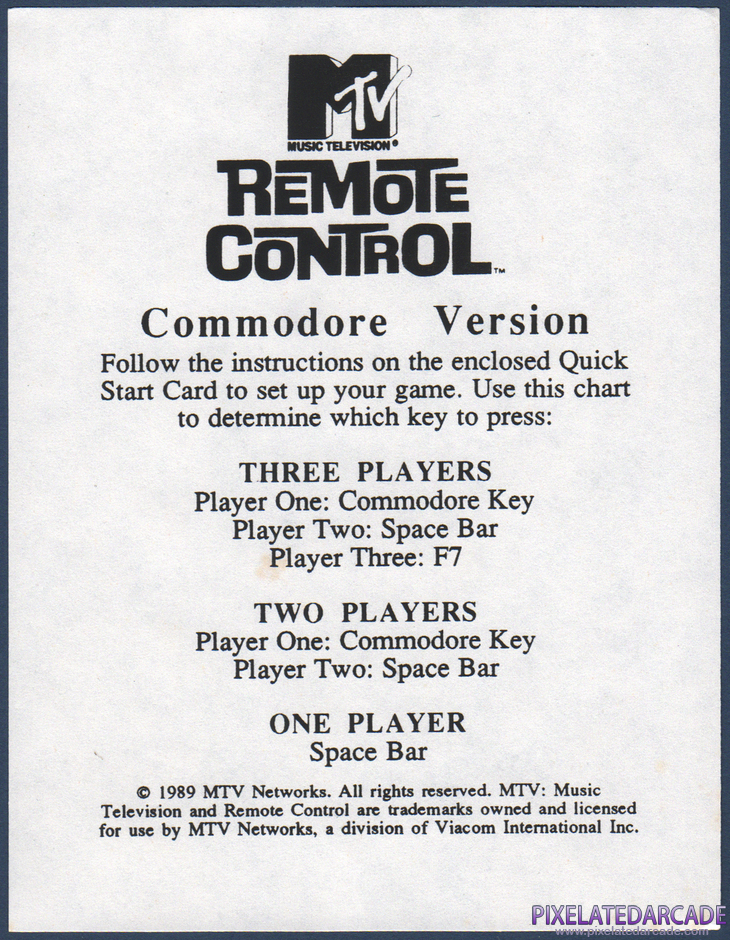 MTV
MUSIC TELEVISION®
REMOTE
CONTROL™
Commodore Version
Follow the instructions on the enclosed Quick
Start Card to set up your game. Use this chart
to determine which key to press:
THREE PLAYERS
Player One: Commodore Key
Player Two: Space Bar
Player Three: F7
TWO PLAYERS
Player One: Commodore Key
Player Two: Space Bar
ONE PLAYER
Space Bar
© 1989 MTV Networks. All rights reserved. MTV: Music
Television and Remote Control are trademarks owned and licensed
for use by MTV Networks, a division of Viacom International Inc.
PIXELATEDARCADE
www.pixelatedarcade.com